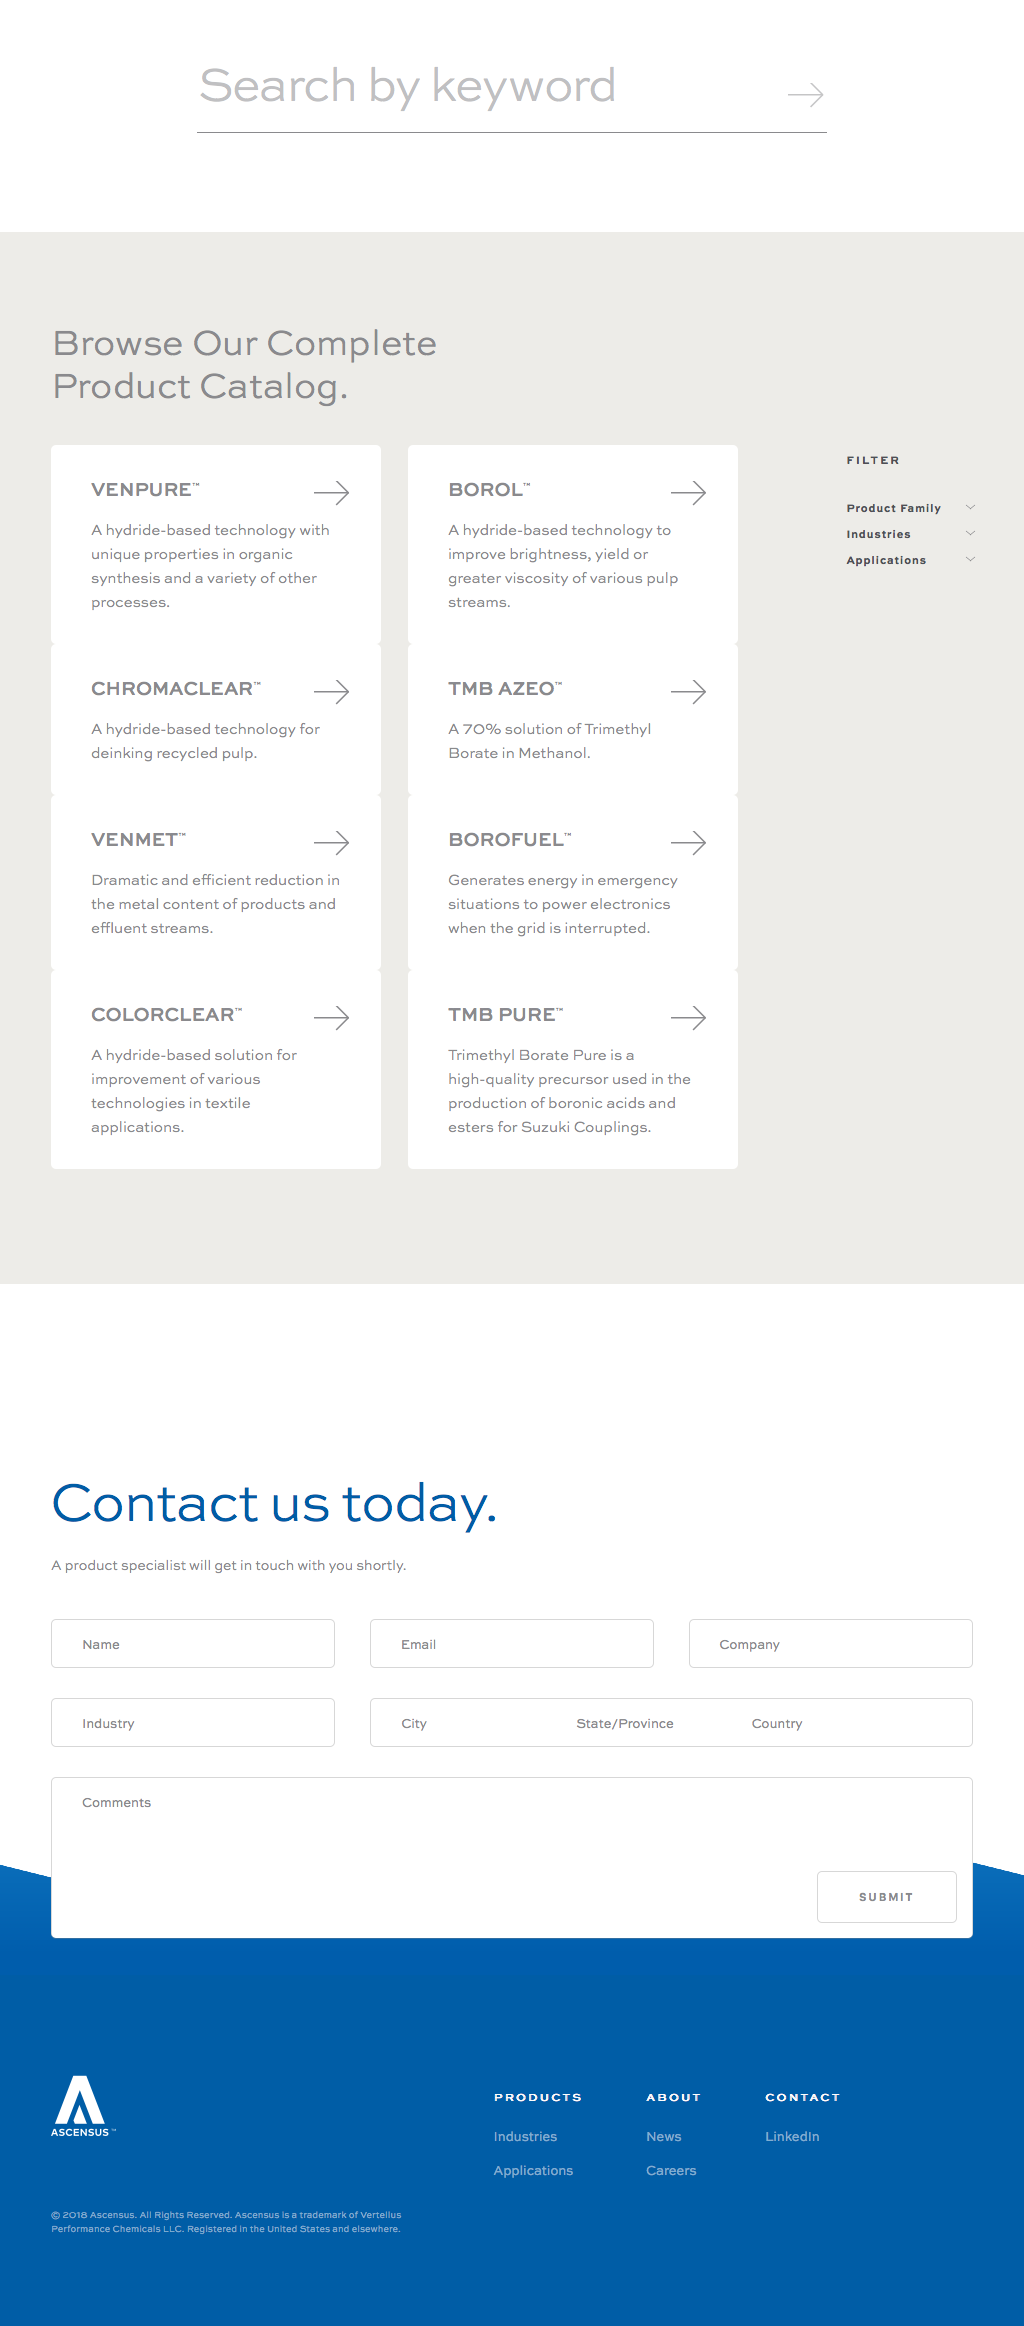 Search by keyword
Browse Our Complete
Product Catalog.
VENPURE™
A hydride-based technology with
unique properties in organic
synthesis and a variety of other
processes.
BOROL™
A hydride-based technology to
improve brightness, yield or
greater viscosity of various pulp
streams.
FILTER
Product Family
Industries
Applications
CHROMACLEAR™
A hydride-based technology for
deinking recycled pulp.
TMB AZEO™
A 70% solution of Trimethyl
Borate in Methanol.
VENMET™
Dramatic and efficient reduction in
the metal content of products and
effluent streams.
BOROFUEL™
Generates energy in emergency
situations to power electronics
when the grid is interrupted.
COLORCLEAR™
A hydride-based solution for
improvement of various
technologies in textile
applications.
TMB PURE™
Trimethyl Borate Pure is a
high-quality precursor used in the
production of boronic acids and
esters for Suzuki Couplings.
Contact us today.
A product specialist will get in touch with you shortly.
Name
Email
Company
Industry
City
State/Province
Country
Comments
SUBMIT
ASCENSUS™
PRODUCTS
Industries
Applications
ABOUT
News
Careers
CONTACT
LinkedIn
© 2018 Ascensus. All Rights Reserved. Ascensus is a trademark of Vertellus
Performance Chemicals LLC. Registered in the United States and elsewhere.